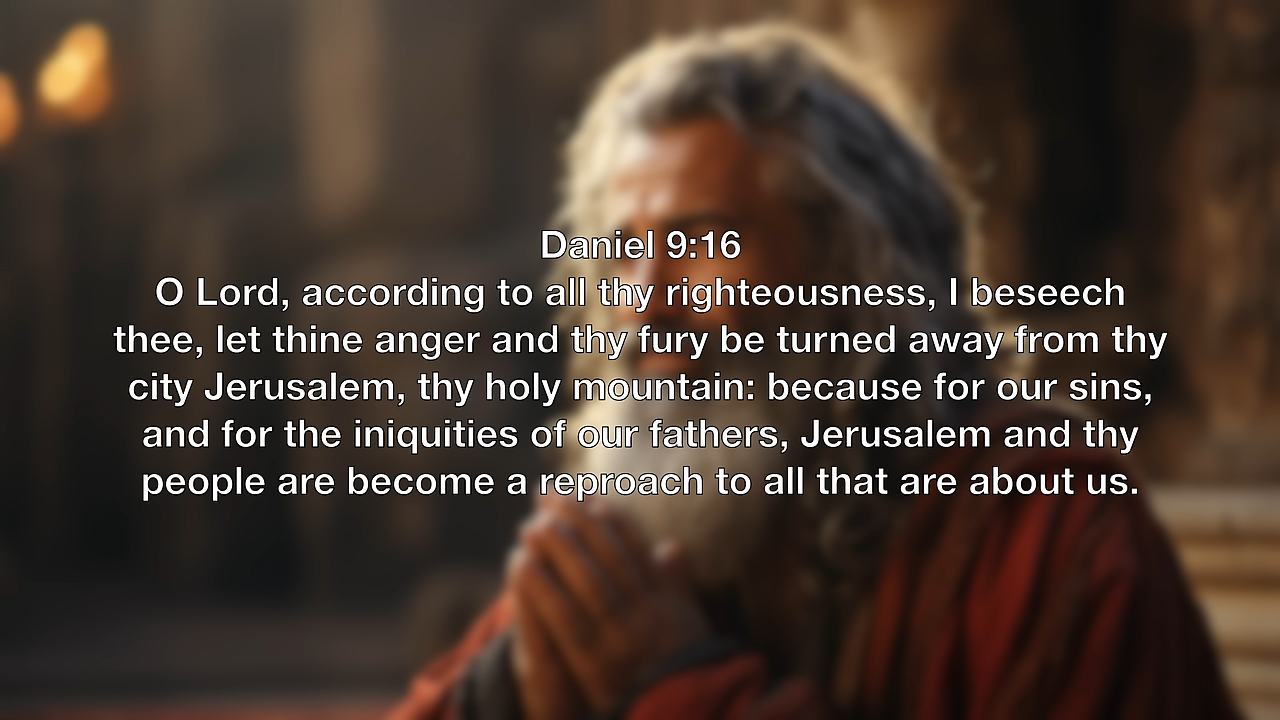 Daniel 9:16
O Lord, according to all thy righteousness, I beseech
thee, let thine anger and thy fury be turned away from thy
city Jerusalem, thy holy mountain: because for our sins,
and for the iniquities of our fathers, Jerusalem and thy
people are become a reproach to all that are about us.